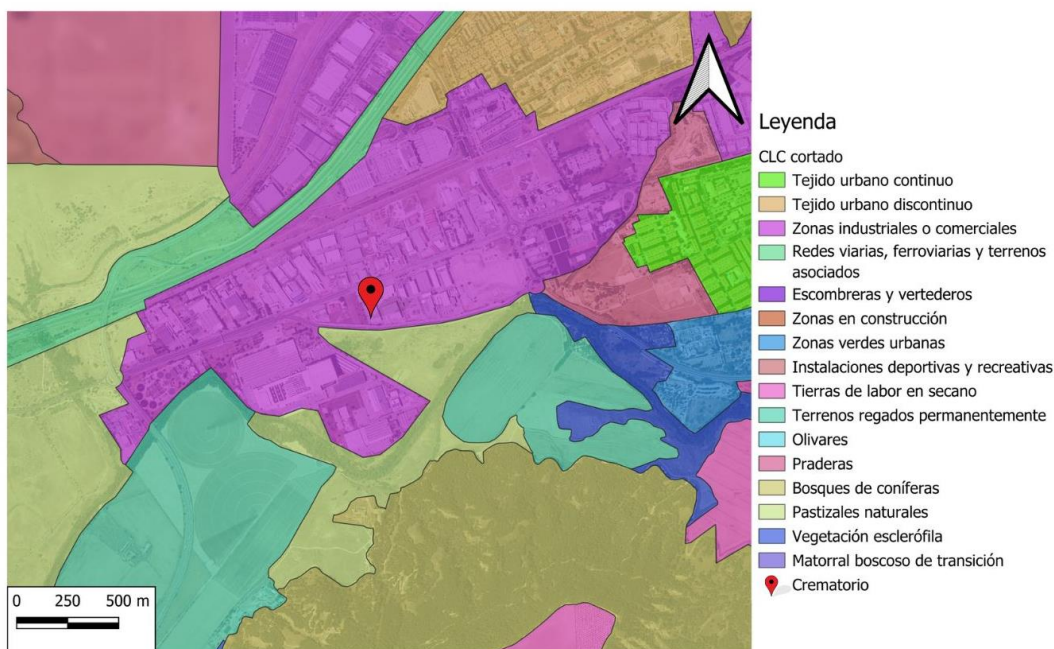 Leyenda
CLC cortado
Tejido urbano continuo
Tejido urbano discontinuo
Zonas industriales o comerciales
Redes viarias, ferroviarias y terrenos
asociados
Escombreras y vertederos
Zonas en construcción
Zonas verdes urbanas
Instalaciones deportivas y recreativas
Tierras de labor en secano
Terrenos regados permanentemente
Olivares
Praderas
Bosques de coníferas
Pastizales naturales
Vegetación esclerófila
Matorral boscoso de transición
Crematorio
0 250 500 m